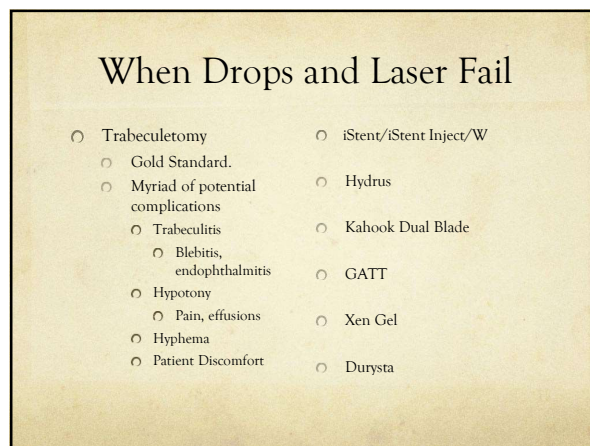 When Drops and Laser Fail
Trabeculetomy
Gold Standard.
Myriad of potential
complications
Trabeculitis
Blebitis,
endophthalmitis
Hypotony
Pain, effusions
Hyphema
Patient Discomfort
iStent/iStent Inject/W
Hydrus
Kahook Dual Blade
GATT
Xen Gel
Durysta